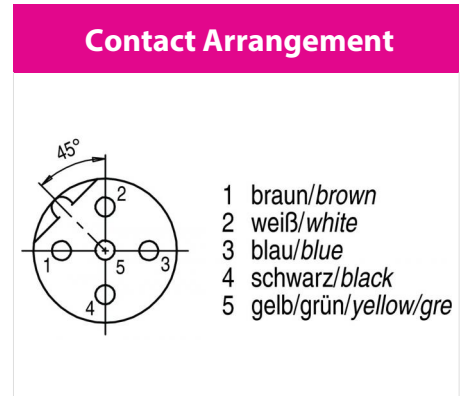 Contact Arrangement
45°
2
1
5
3
4
1 braun/brown
2 weiß/white
3 blau/blue
4 schwarz/black
5 gelb/grün/yellow/gre